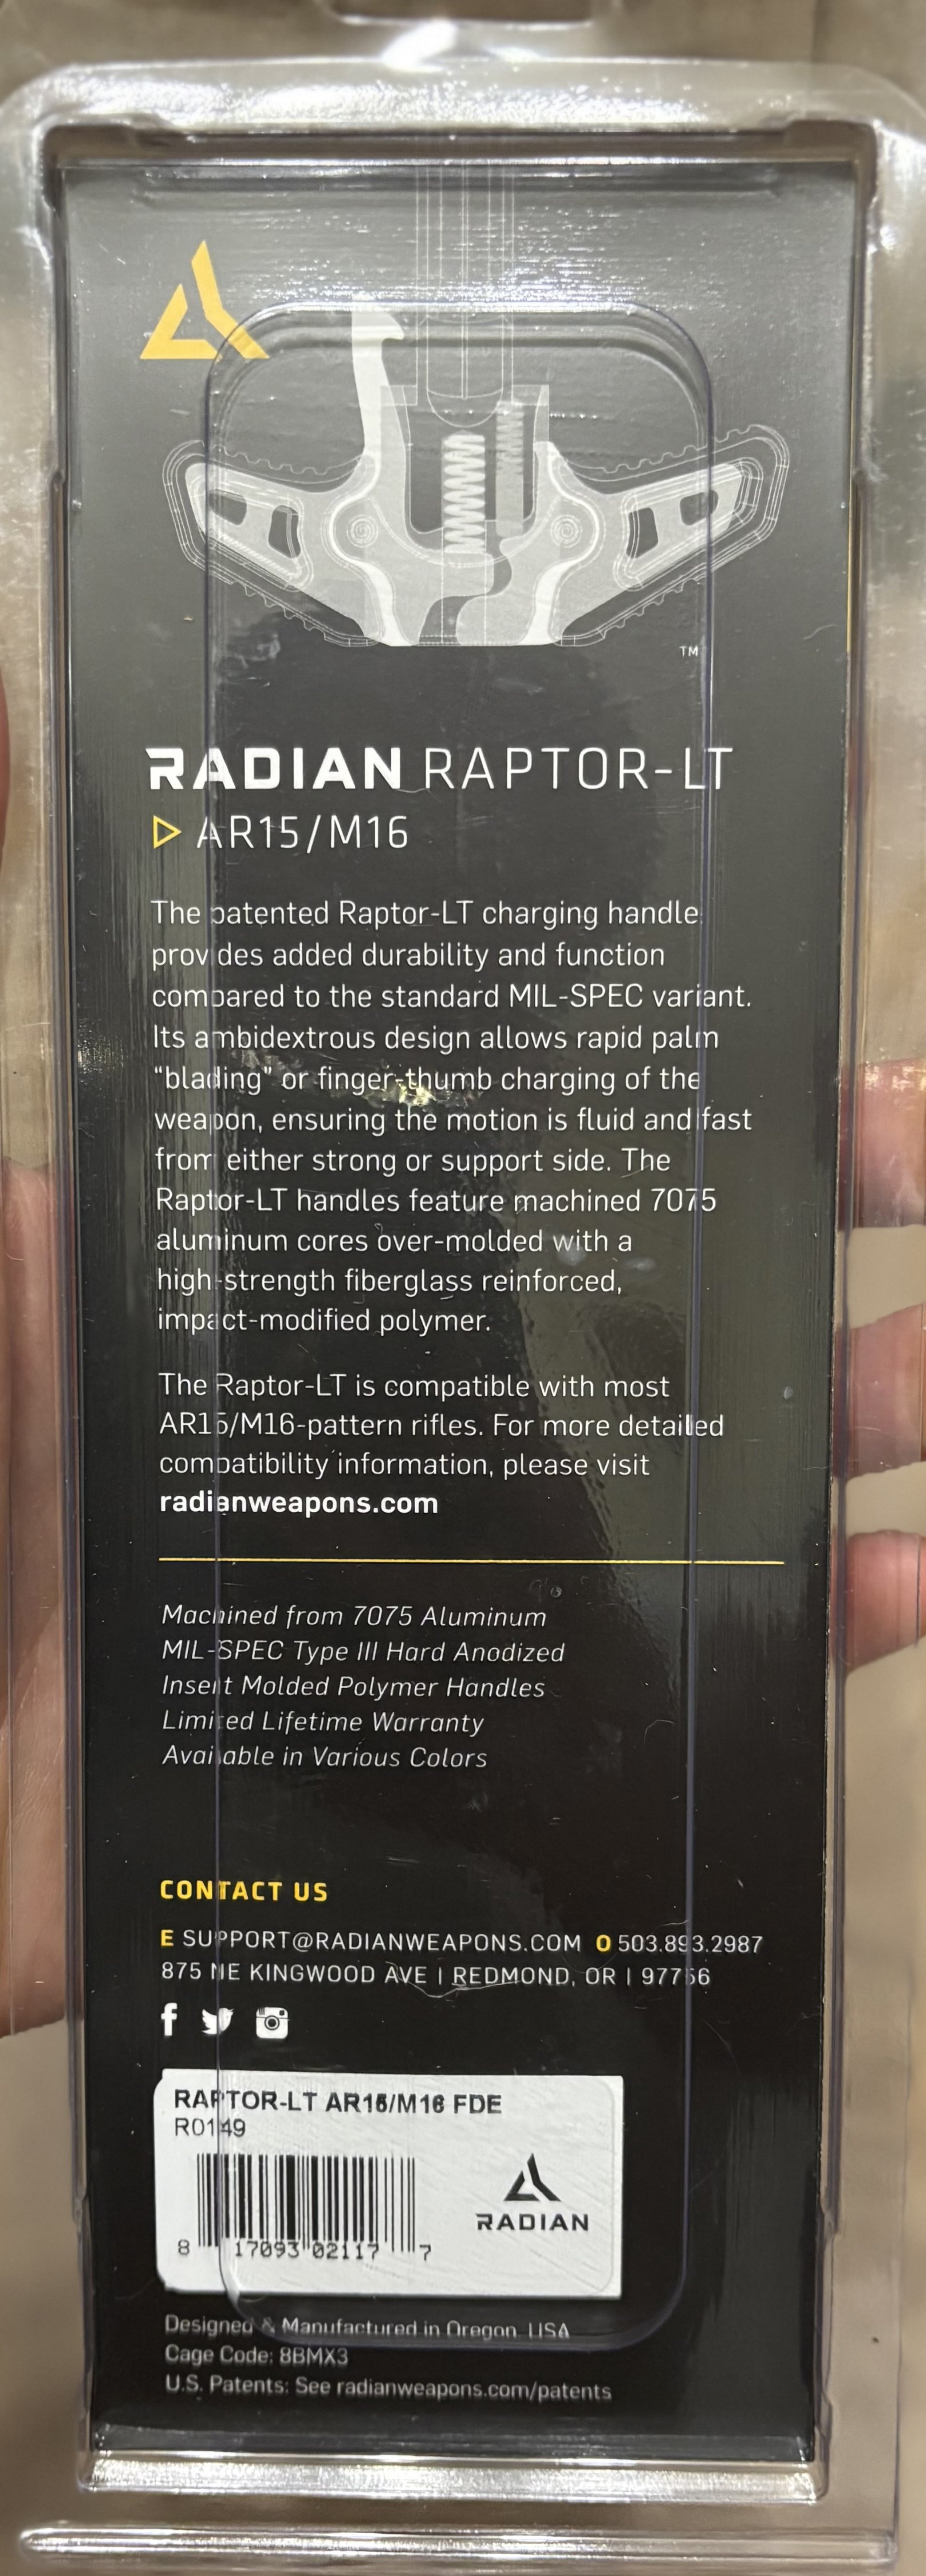 ™
RADIAN RAPTOR-LT
AR15/M16
The patented Raptor-LT charging handle
provides added durability and function
compared to the standard MIL-SPEC variant.
Its ambidextrous design allows rapid palm
“blading” or finger-thumb charging of the
weapon, ensuring the motion is fluid and fast
from either strong or support side. The
Raptor-LT handles feature machined 7075
aluminum cores over-molded with a
high-strength fiberglass reinforced,
impact-modified polymer.
The Raptor-LT is compatible with most
AR15/M16-pattern rifles. For more detailed
compatibility information, please visit
radianweapons.com
Machined from 7075 Aluminum
MIL-SPEC Type III Hard Anodized
Insert Molded Polymer Handles
Limited Lifetime Warranty
Available in Various Colors
CONTACT US
E SUPPORT@RADIANWEAPONS.COM O 503.893.2987
875 NE KINGWOOD AVE | REDMOND, OR | 97756
RAPTOR-LT AR15/M16 FDE
R0149
RADIAN
8 17093 02117 7
Designed & Manufactured in Oregon, USA
Cage Code: 8BMX3
U.S. Patents: See radianweapons.com/patents